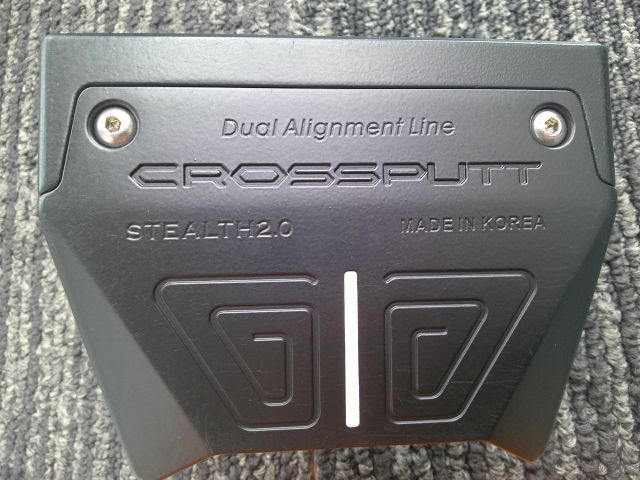 Dual Alignment Line
CROSSPUTT
STEALTH2.0 MADE IN KOREA